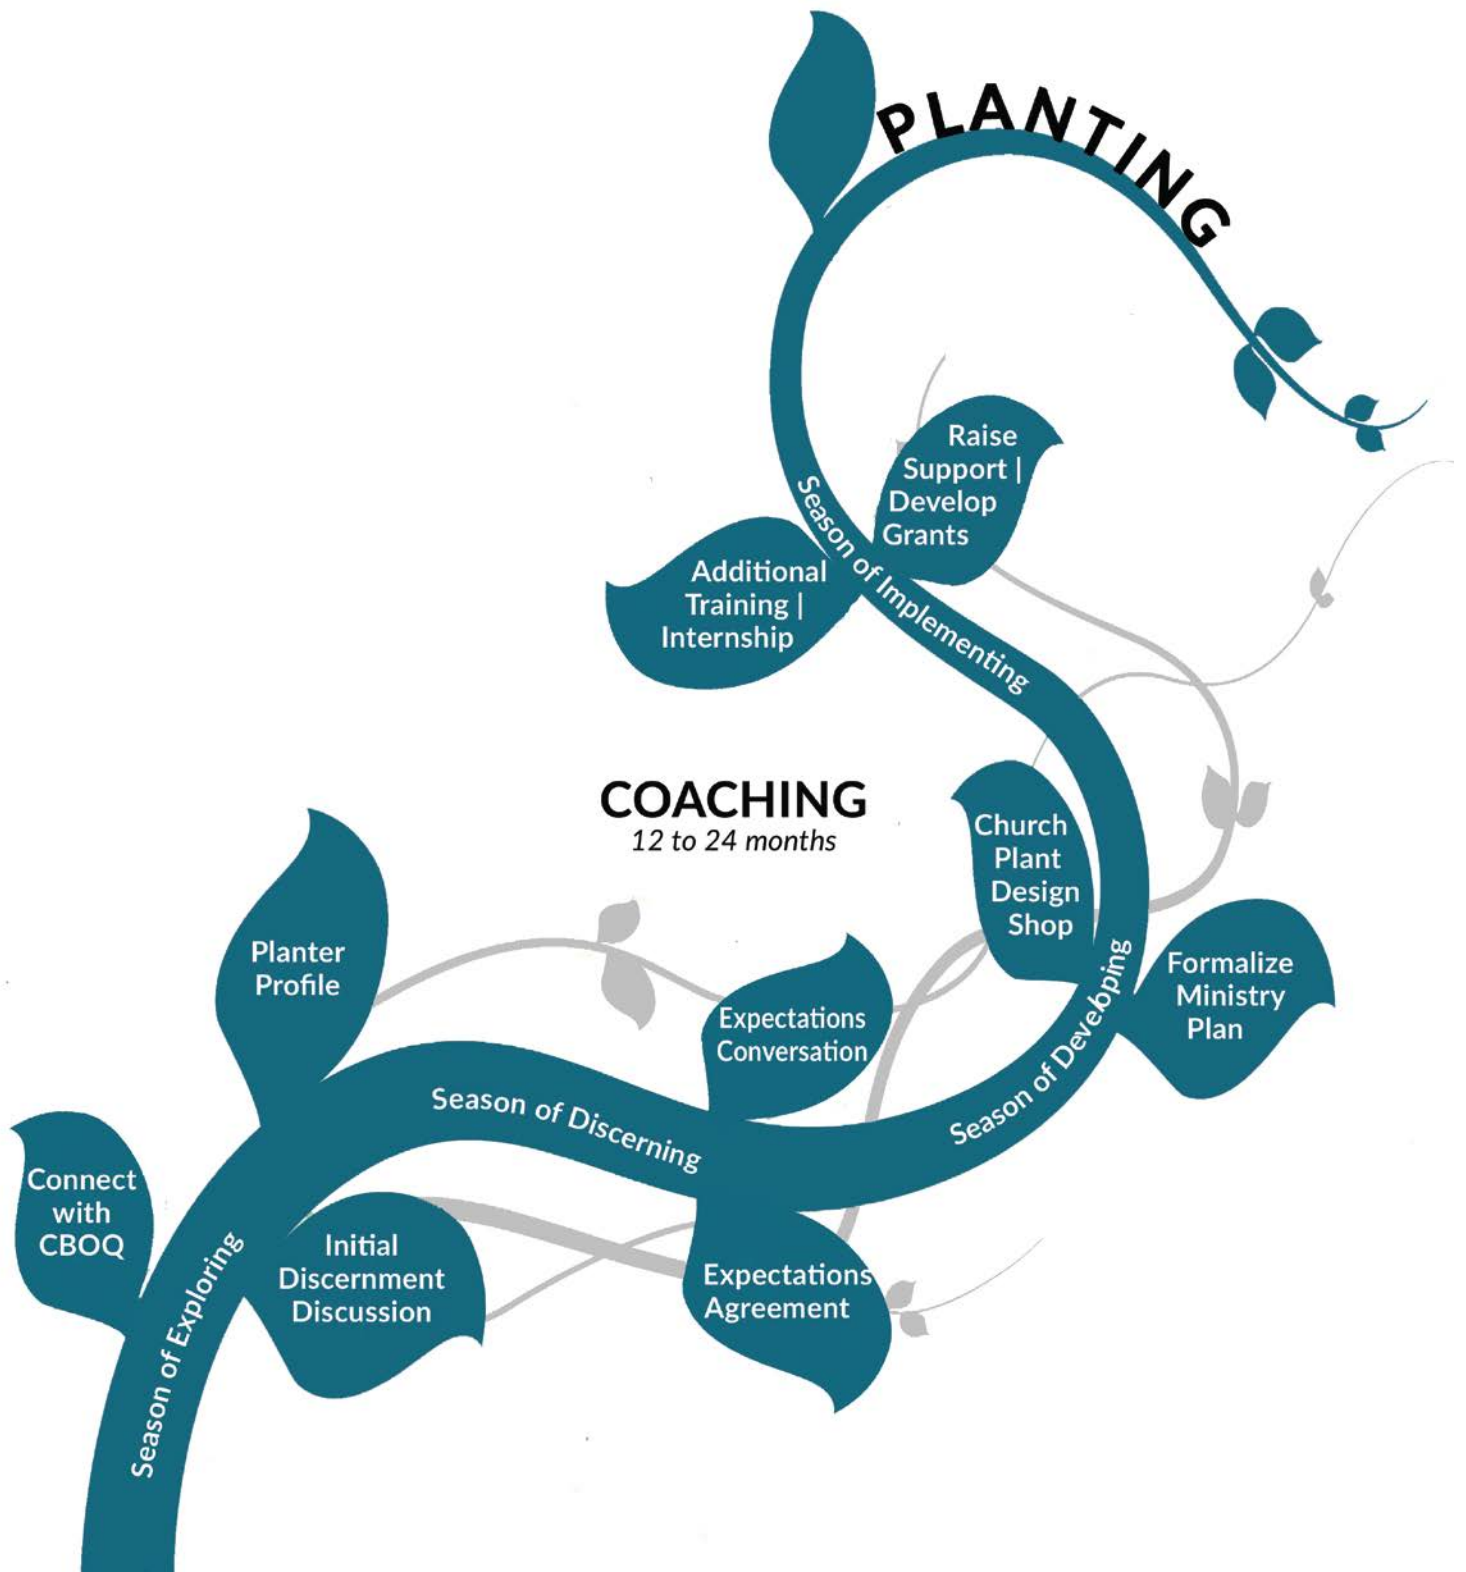 PLANTING
Raise
Support |
Develop
Grants
Season of Implementing
Additional
Training |
Internship
COACHING
12 to 24 months
Church
Plant
Design
Shop
Formalize
Ministry
Plan
Season of Developing
Planter
Profile
Expectations
Conversation
Season of Discerning
Connect
with
CBOQ
Initial
Discernment
Discussion
Expectations
Agreement
Season of Exploring